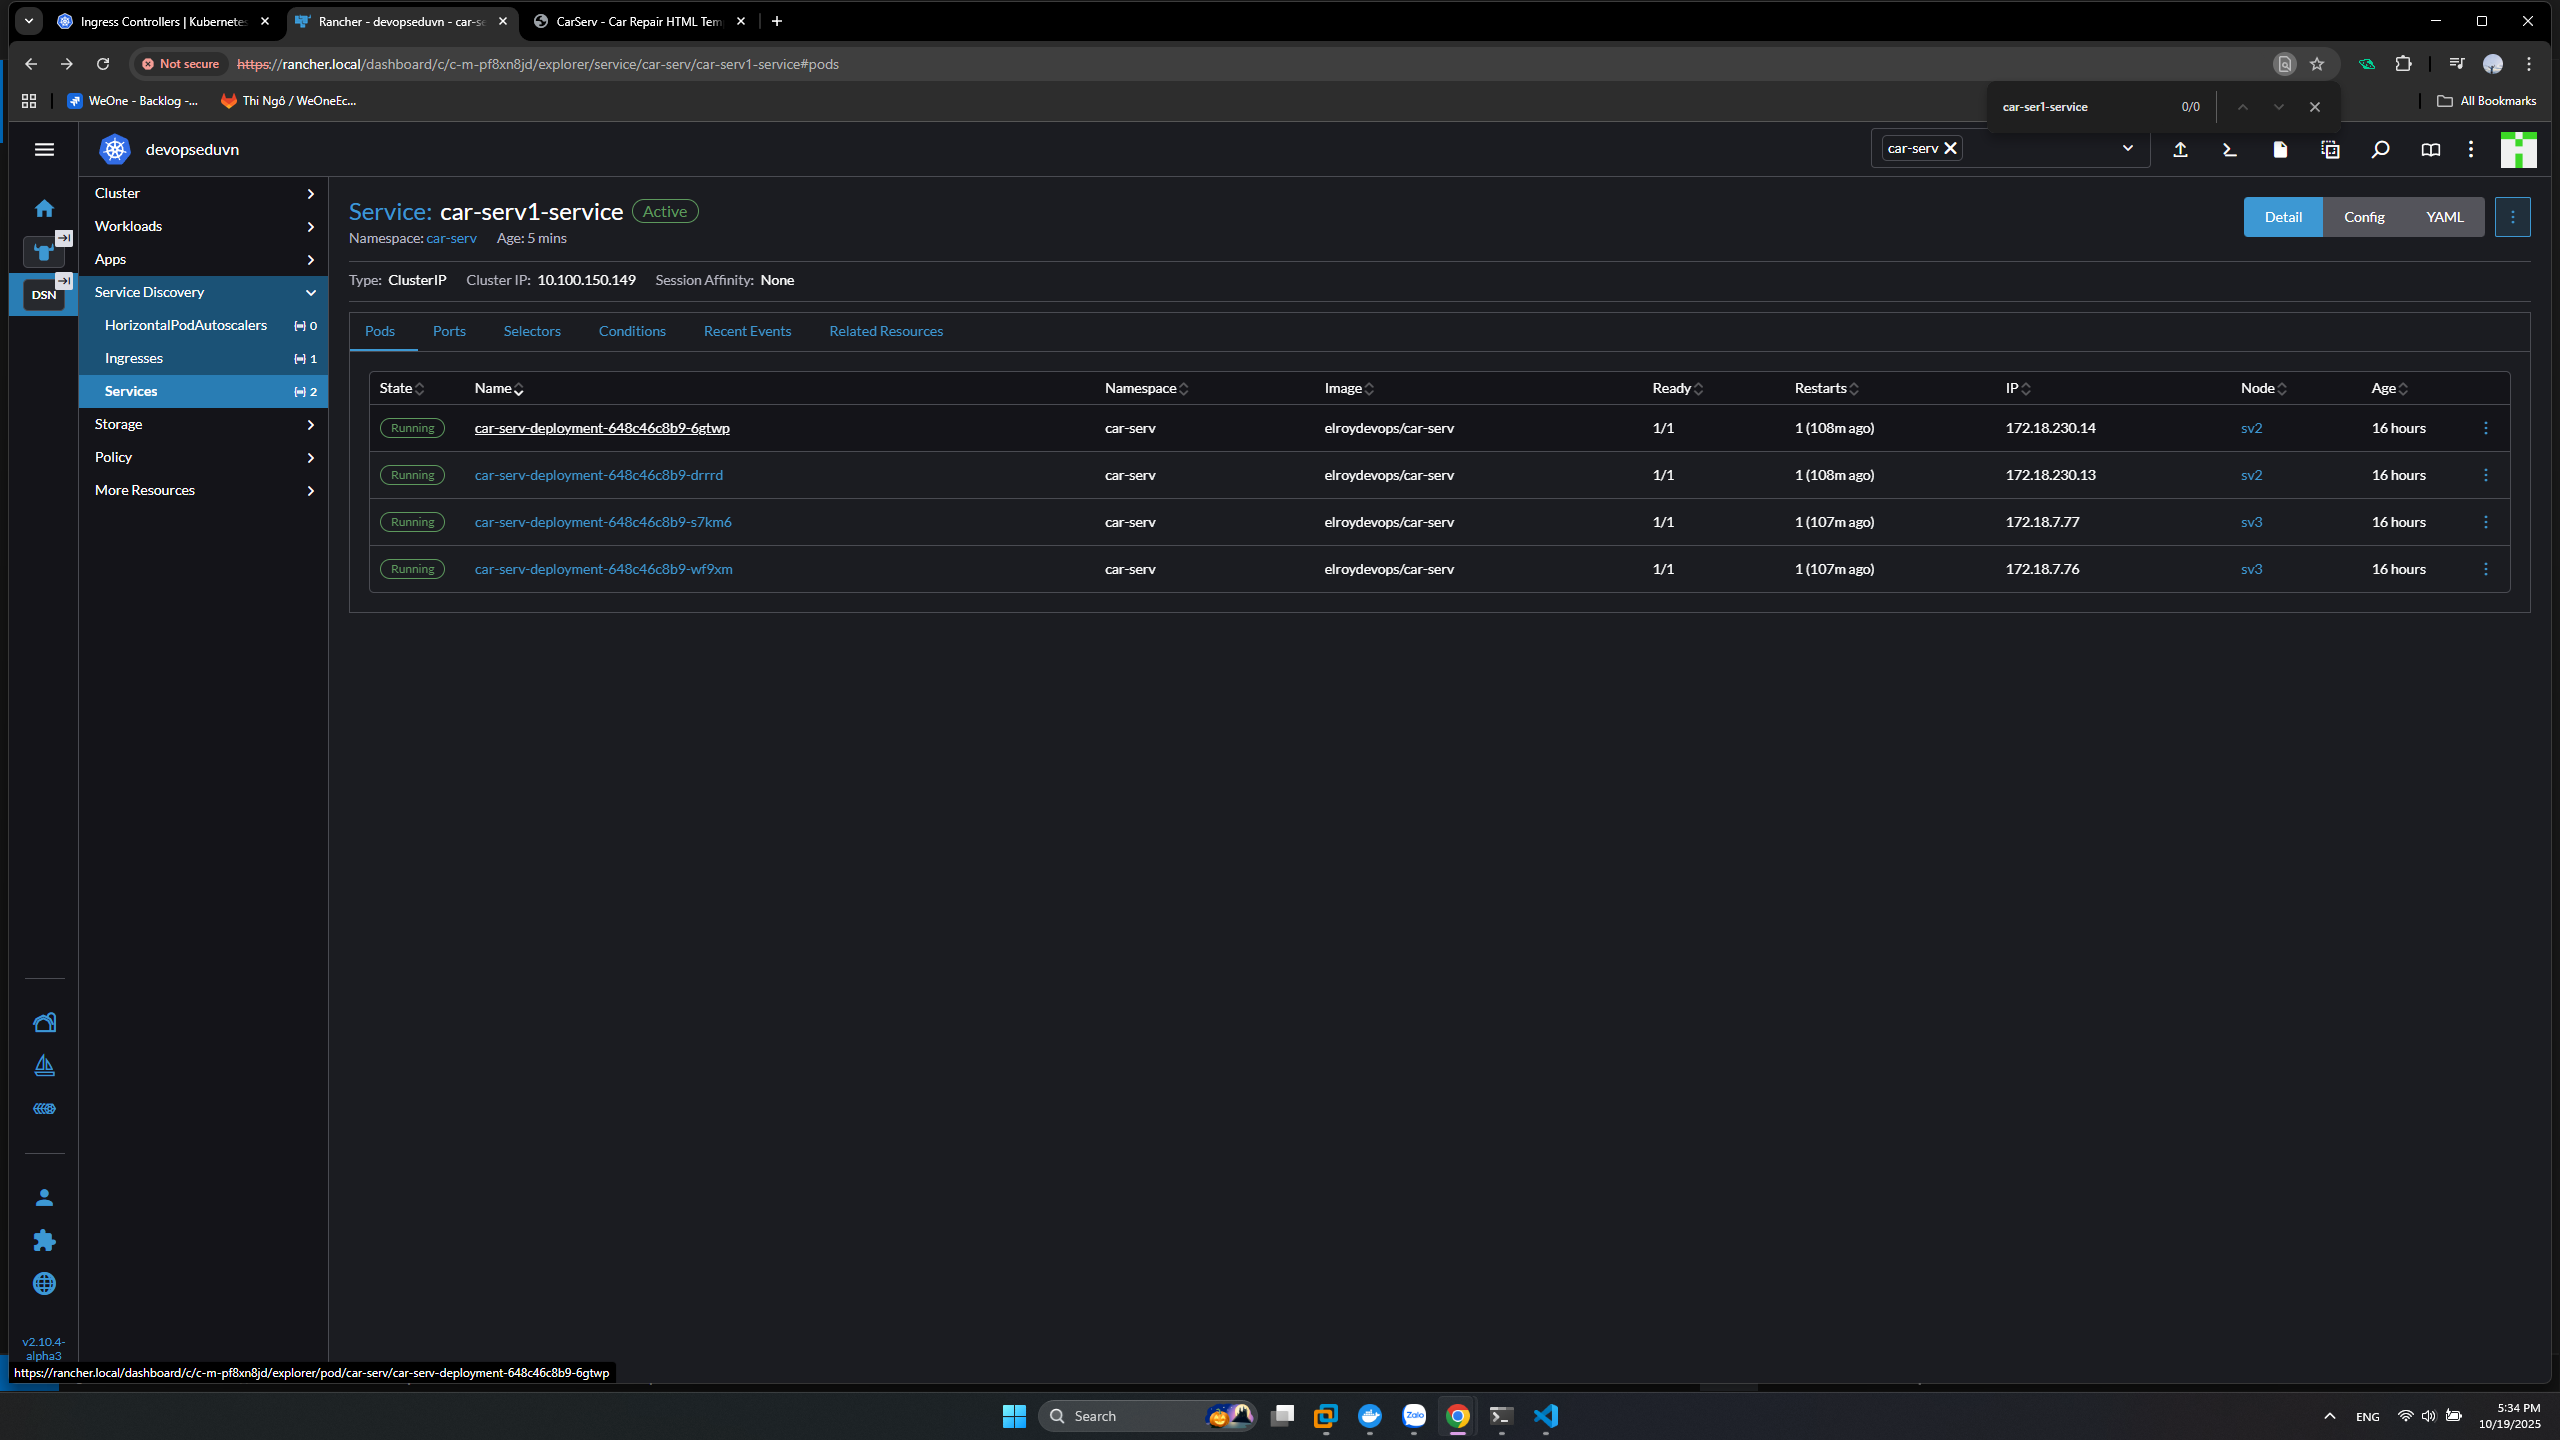 Ingress Controllers | Kubernetes
Rancher - devopseduvn - car-se
CarServ - Car Repair HTML Tem
Not secure
https://rancher.local/dashboard/c/c-m-pf8xn8jd/explorer/service/car-serv/car-serv1-service#pods
WeOne - Backlog -...
Thi Ngô / WeOneEc...
car-ser1-service
0/0
All Bookmarks
devopseduvn
car-serv
DSN
Cluster
Workloads
Apps
Service Discovery
HorizontalPodAutoscalers 0
Ingresses 1
Services 2
Storage
Policy
More Resources
Service: car-serv1-service Active
Namespace: car-serv Age: 5 mins
Detail Config YAML
Type: ClusterIP Cluster IP: 10.100.150.149 Session Affinity: None
Pods Ports Selectors Conditions Recent Events Related Resources
State Name Namespace Image Ready Restarts IP Node Age
Running car-serv-deployment-648c46c8b9-6gtwp car-serv elroydevops/car-serv 1/1 1 (108m ago) 172.18.230.14 sv2 16 hours
Running car-serv-deployment-648c46c8b9-drrrd car-serv elroydevops/car-serv 1/1 1 (108m ago) 172.18.230.13 sv2 16 hours
Running car-serv-deployment-648c46c8b9-s7km6 car-serv elroydevops/car-serv 1/1 1 (107m ago) 172.18.7.77 sv3 16 hours
Running car-serv-deployment-648c46c8b9-wf9xm car-serv elroydevops/car-serv 1/1 1 (107m ago) 172.18.7.76 sv3 16 hours
v2.10.4-
alpha3
https://rancher.local/dashboard/c/c-m-pf8xn8jd/explorer/pod/car-serv/car-serv-deployment-648c46c8b9-6gtwp
Search
Zalo
ENG
5:34 PM
10/19/2025